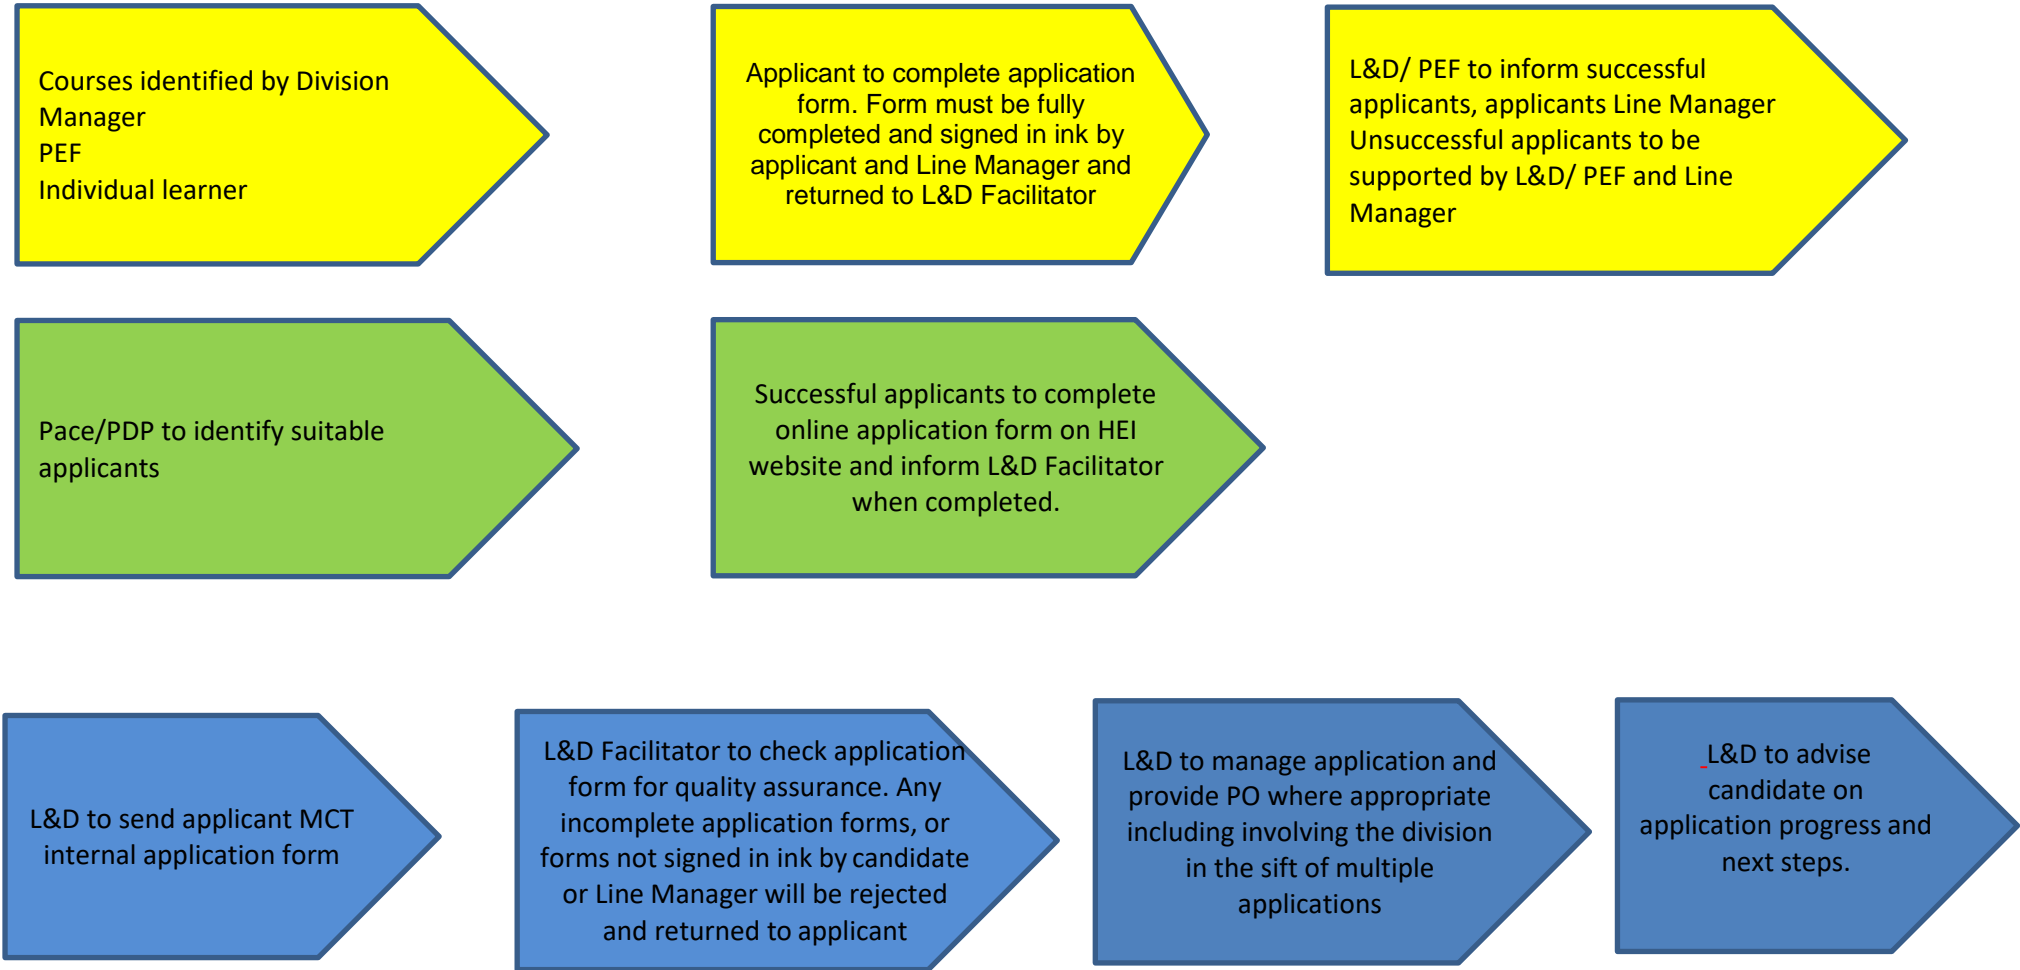 Courses identified by Division
Manager
PEF
Individual learner
Applicant to complete application
form. Form must be fully
completed and signed in ink by
applicant and Line Manager and
returned to L&D Facilitator
L&D/ PEF to inform successful
applicants, applicants Line Manager
Unsuccessful applicants to be
supported by L&D/ PEF and Line
Manager
Pace/PDP to identify suitable
applicants
Successful applicants to complete
online application form on HEI
website and inform L&D Facilitator
when completed.
L&D to send applicant MCT
internal application form
L&D Facilitator to check application
form for quality assurance. Any
incomplete application forms, or
forms not signed in ink by candidate
or Line Manager will be rejected
and returned to applicant
L&D to manage application and
provide PO where appropriate
including involving the division
in the sift of multiple
applications
L&D to advise
candidate on
application progress and
next steps.